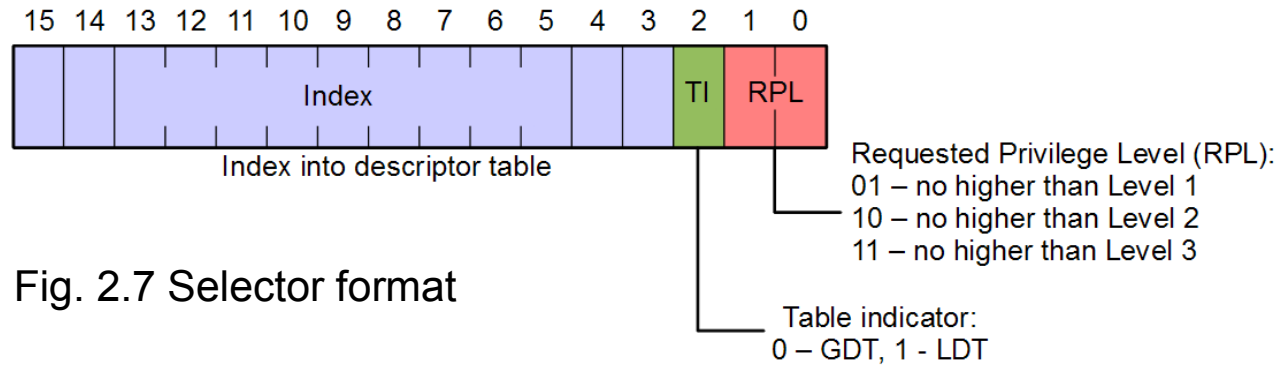 15 14 13 12 11 10 9 8 7 6 5 4 3 2 1 0
Index TI RPL
Index into descriptor table
Requested Privilege Level (RPL):
01 – no higher than Level 1
10 – no higher than Level 2
11 – no higher than Level 3
Fig. 2.7 Selector format
Table indicator:
0 – GDT, 1 - LDT